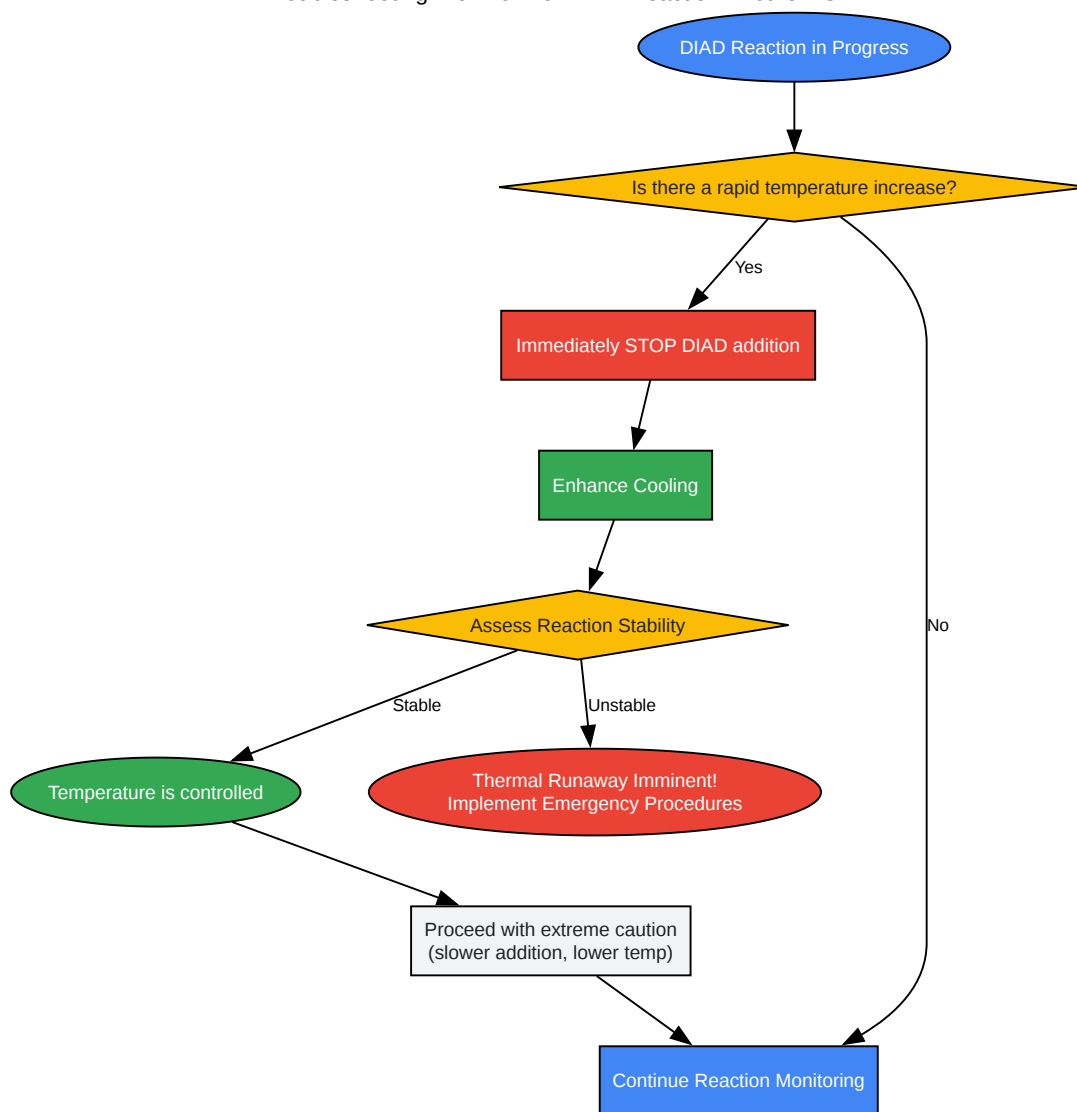 DIAD Reaction in Progress
Is there a rapid temperature increase?
Yes
Immediately STOP DIAD addition
Enhance Cooling
Assess Reaction Stability
No
Stable
Unstable
Temperature is controlled
Thermal Runaway Imminent!
Implement Emergency Procedures
Proceed with extreme caution
(slower addition, lower temp)
Continue Reaction Monitoring